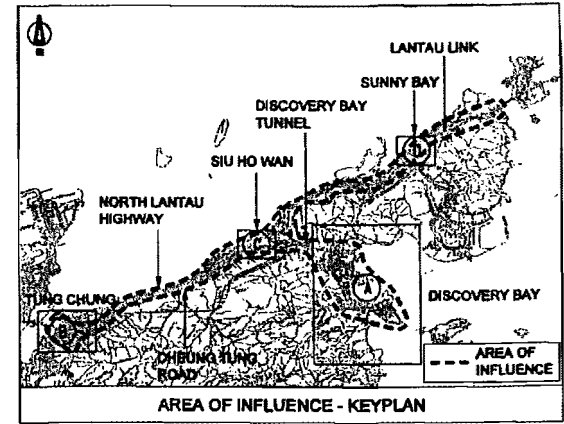 LANTAU LINK
SUNNY BAY
DISCOVERY BAY
TUNNEL
SIU HO WAN
NORTH LANTAU
HIGHWAY
TUNG CHUNG
A
B
C
DISCOVERY BAY
CHEUNG TUNG
ROAD
AREA OF
INFLUENCE
AREA OF INFLUENCE - KEYPLAN